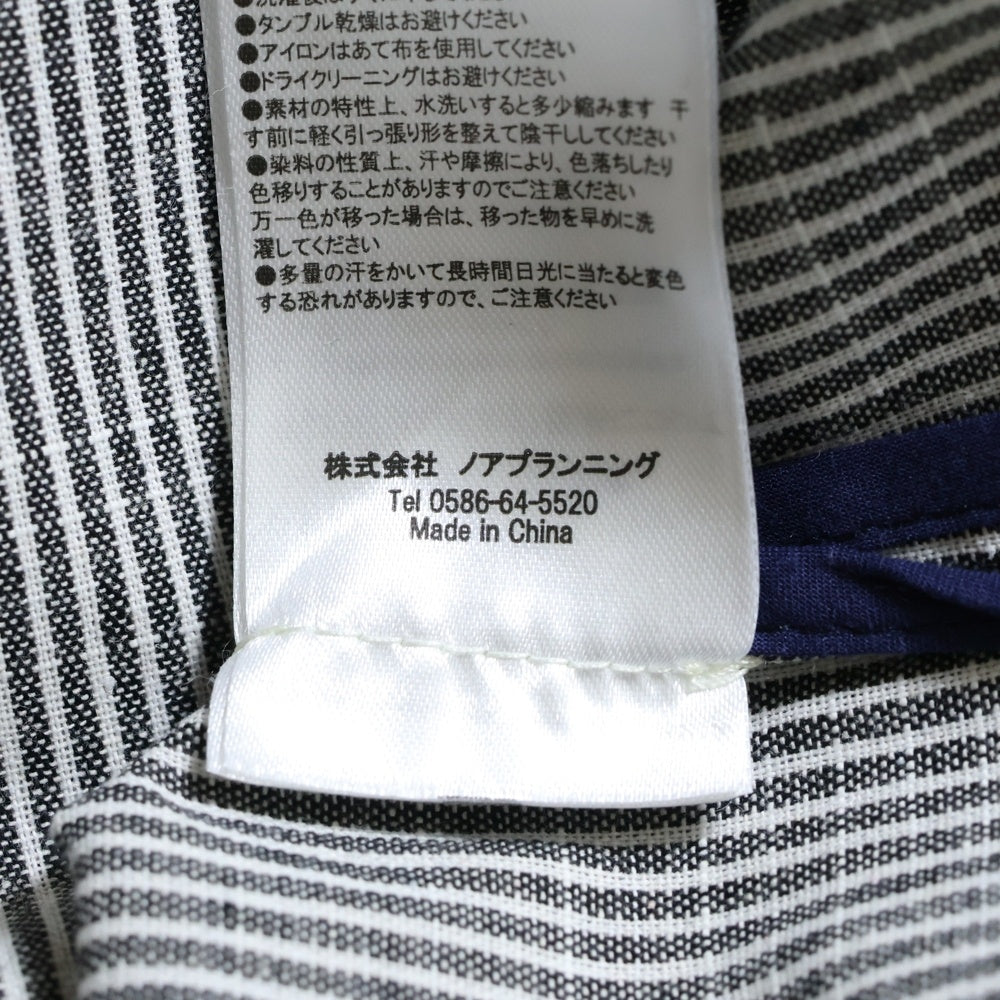 ●タンブル乾燥はお避けください
●アイロンはあて布を使用してください
●ドライクリーニングはお避けください
●素材の特性上、水洗いすると多少縮みます　干
す前に軽く引っ張り形を整えて陰干ししてください
●染料の性質上、汗や摩擦により、色落ちしたり
色移りすることがありますのでご注意ください
万一色が移った場合は、移った物を早めに洗
濯してください
●多量の汗をかいて長時間日光に当たると変色
する恐れがありますので、ご注意ください
株式会社 ノアプランニング
Tel 0586-64-5520
Made in China